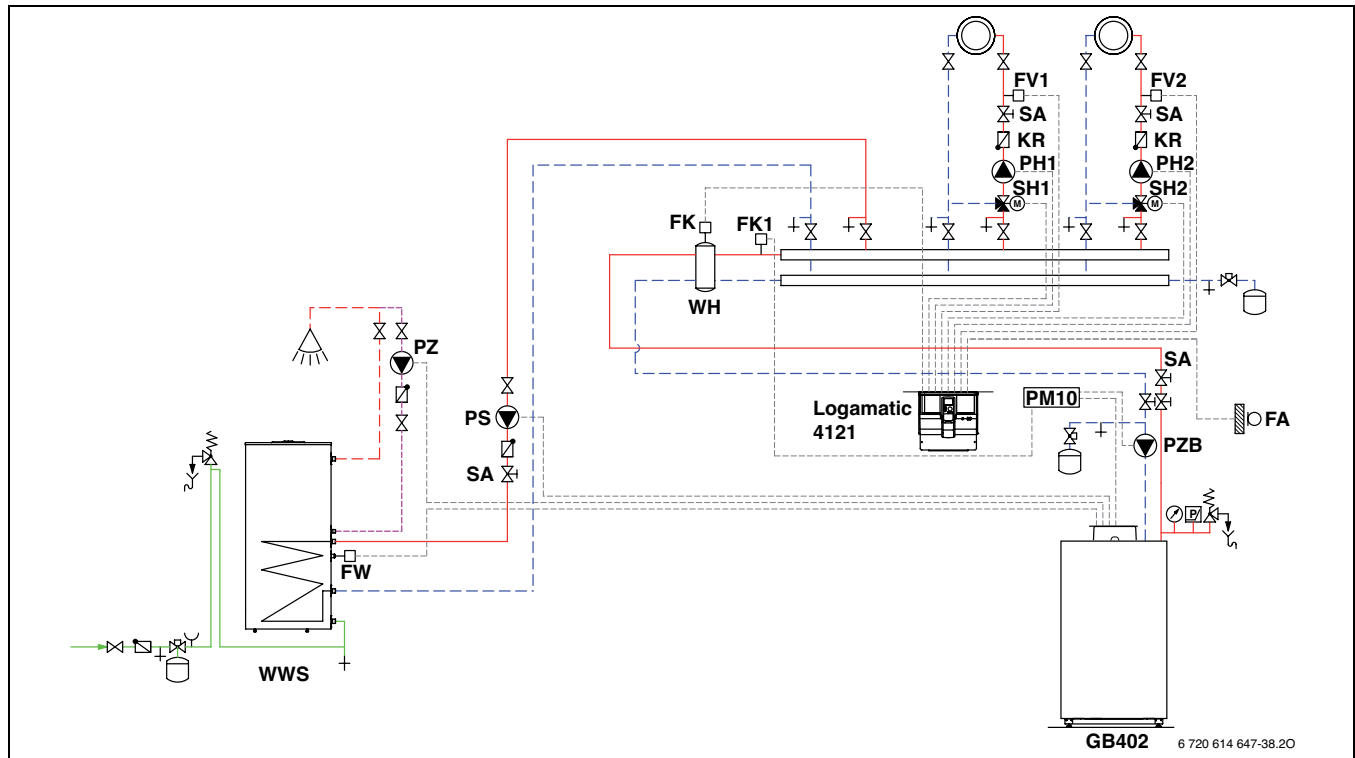 FV1
FV2
SA
SA
KR
KR
PH1
PH2
SH1
SH2
M
M
FK
FK1
WH
PZ
SA
PS
Logamatic
4121
PM10
FA
PZB
SA
P
FW
WWS
GB402
6 720 614 647-38.2O